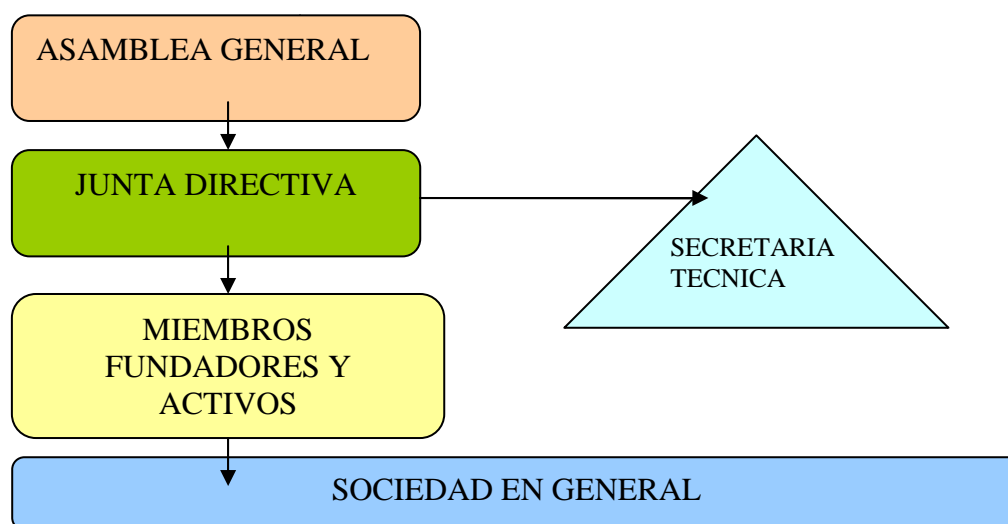 ASAMBLEA GENERAL
JUNTA DIRECTIVA
SECRETARIA
TECNICA
MIEMBROS
FUNDADORES Y
ACTIVOS
SOCIEDAD EN GENERAL